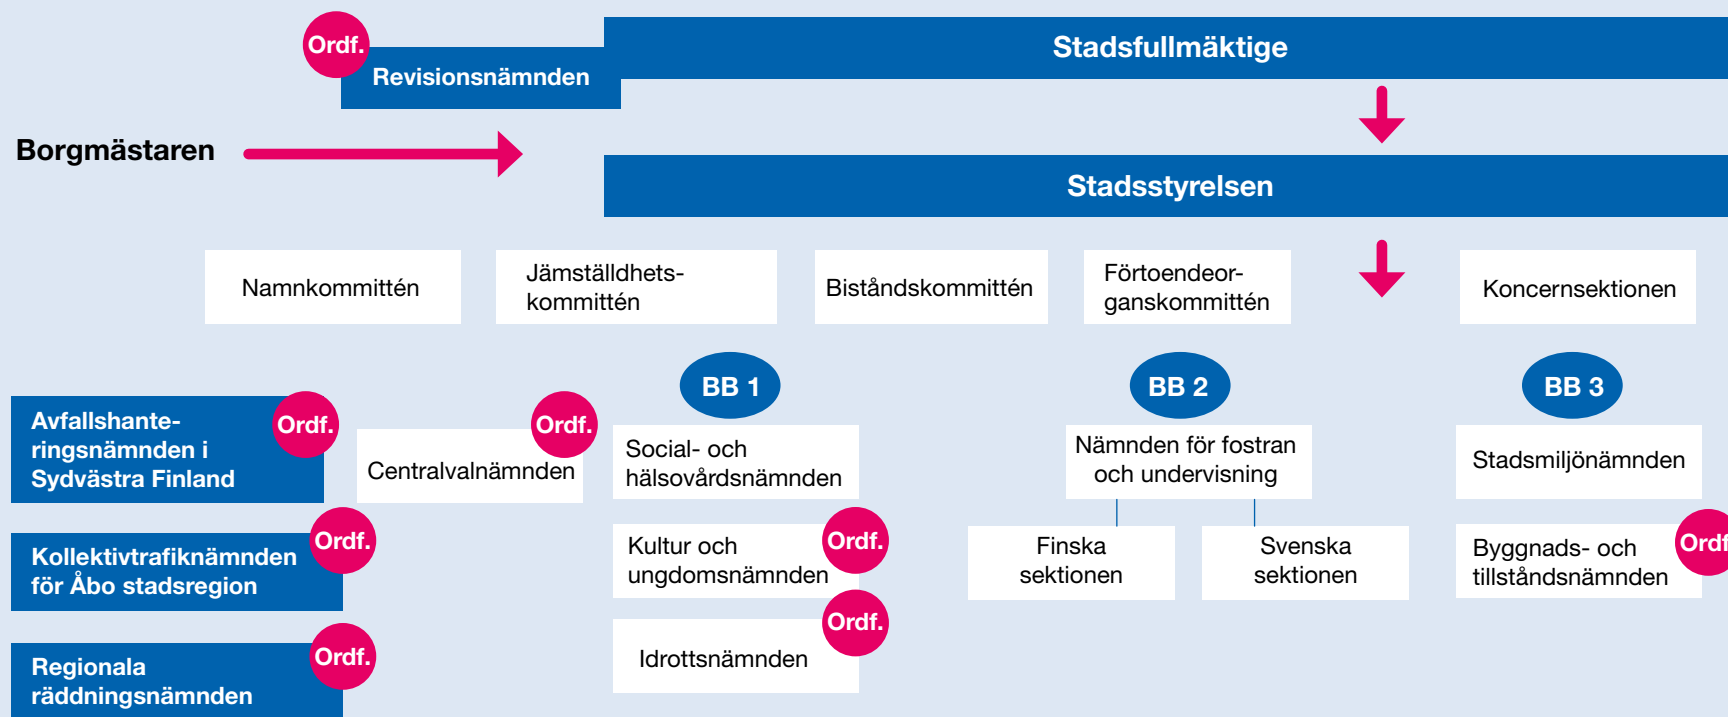 Ordf.
Stadsfullmäktige
Revisionsnämnden
Borgmästaren
Stadsstyrelsen
Namnkommittén
Jämställdhets-
kommittén
Biståndskommittén
Förtoendeor-
ganskommittén
Koncernsektionen
BB 1
BB 2
BB 3
Avfallshante-
ringsnämnden i
Sydvästra Finland
Ordf.
Centralvalnämnden
Ordf.
Social- och
hälsovårdsnämnden
Nämnden för fostran
och undervisning
Stadsmiljönämnden
Kollektivtrafiknämnden
för Åbo stadsregion
Ordf.
Kultur och
ungdomsnämnden
Ordf.
Finska
sektionen
Svenska
sektionen
Byggnads- och
tillståndsnämnden
Ordf
Regionala
räddningsnämnden
Ordf.
Idrottsnämnden
Ordf.